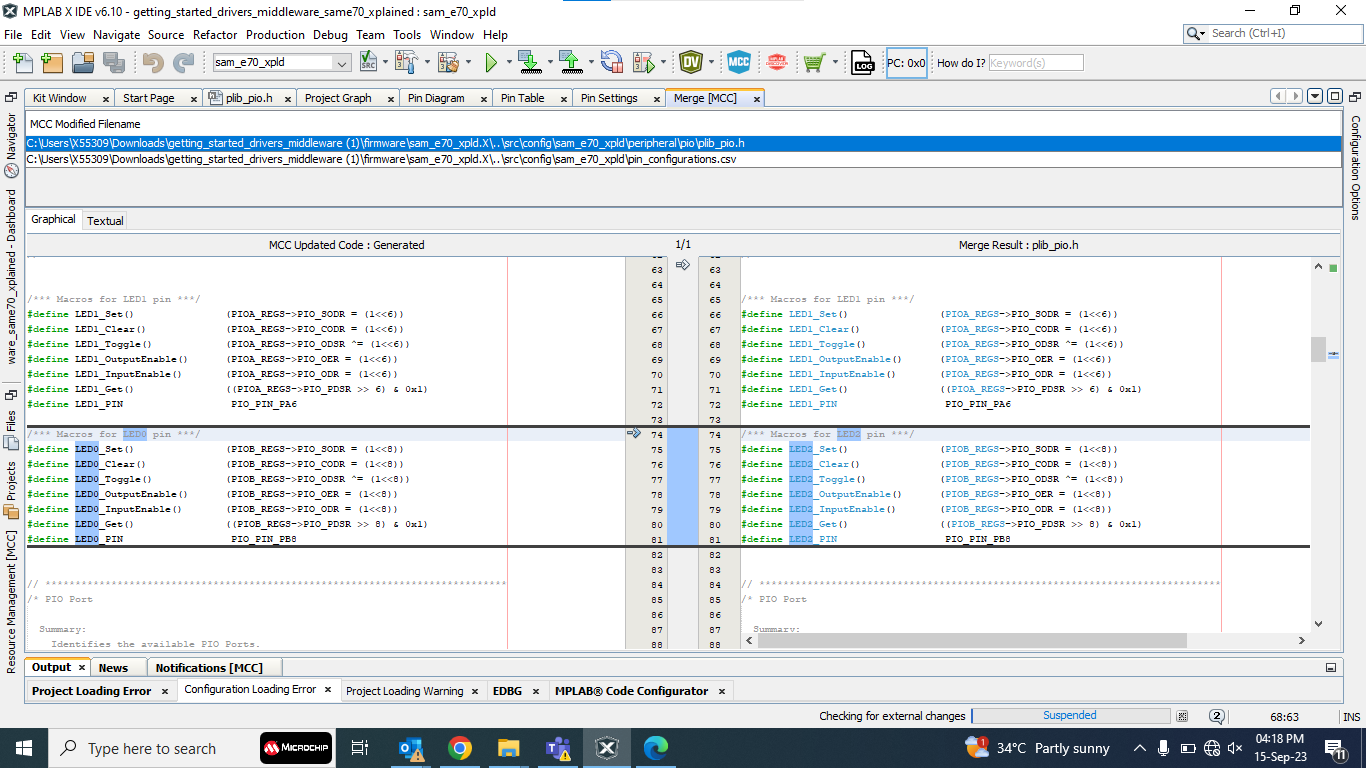 MPLAB X IDE v6.10 - getting_started_drivers_middleware_same70_xplained : sam_e70_xpld
File Edit View Navigate Source Refactor Production Debug Team Tools Window Help
Search (Ctrl+I)
sam_e70_xpld
SRC
DV
MCC
LOG
PC: 0x0
How do I?
Keyword(s)
Kit Window x Start Page x plib_pio.h x Project Graph x Pin Diagram x Pin Table x Pin Settings x Merge [MCC] x
Navigator
ware_same70_xplained - Dashboard
Files
Projects
Resource Management [MCC]
Configuration Options
MCC Modified Filename
C:\Users\X55309\Downloads\getting_started_drivers_middleware (1)\firmware\sam_e70_xpld.X\..\src\config\sam_e70_xpld\peripheral\pio\plib_pio.h
C:\Users\X55309\Downloads\getting_started_drivers_middleware (1)\firmware\sam_e70_xpld.X\..\src\config\sam_e70_xpld\pin_configurations.csv
Graphical Textual
MCC Updated Code : Generated 1/1 Merge Result : plib_pio.h
63 63
64 64
/*** Macros for LED1 pin ***/ 65 65 /*** Macros for LED1 pin ***/
#define LED1_Set() (PIOA_REGS->PIO_SODR = (1<<6)) 66 66 #define LED1_Set() (PIOA_REGS->PIO_SODR = (1<<6))
#define LED1_Clear() (PIOA_REGS->PIO_CODR = (1<<6)) 67 67 #define LED1_Clear() (PIOA_REGS->PIO_CODR = (1<<6))
#define LED1_Toggle() (PIOA_REGS->PIO_ODSR ^= (1<<6)) 68 68 #define LED1_Toggle() (PIOA_REGS->PIO_ODSR ^= (1<<6))
#define LED1_OutputEnable() (PIOA_REGS->PIO_OER = (1<<6)) 69 69 #define LED1_OutputEnable() (PIOA_REGS->PIO_OER = (1<<6))
#define LED1_InputEnable() (PIOA_REGS->PIO_ODR = (1<<6)) 70 70 #define LED1_InputEnable() (PIOA_REGS->PIO_ODR = (1<<6))
#define LED1_Get() ((PIOA_REGS->PIO_PDSR >> 6) & 0x1) 71 71 #define LED1_Get() ((PIOA_REGS->PIO_PDSR >> 6) & 0x1)
#define LED1_PIN PIO_PIN_PA6 72 72 #define LED1_PIN PIO_PIN_PA6
73 73
/*** Macros for LED0 pin ***/ 74 74 /*** Macros for LED2 pin ***/
#define LED0_Set() (PIOB_REGS->PIO_SODR = (1<<8)) 75 75 #define LED2_Set() (PIOB_REGS->PIO_SODR = (1<<8))
#define LED0_Clear() (PIOB_REGS->PIO_CODR = (1<<8)) 76 76 #define LED2_Clear() (PIOB_REGS->PIO_CODR = (1<<8))
#define LED0_Toggle() (PIOB_REGS->PIO_ODSR ^= (1<<8)) 77 77 #define LED2_Toggle() (PIOB_REGS->PIO_ODSR ^= (1<<8))
#define LED0_OutputEnable() (PIOB_REGS->PIO_OER = (1<<8)) 78 78 #define LED2_OutputEnable() (PIOB_REGS->PIO_OER = (1<<8))
#define LED0_InputEnable() (PIOB_REGS->PIO_ODR = (1<<8)) 79 79 #define LED2_InputEnable() (PIOB_REGS->PIO_ODR = (1<<8))
#define LED0_Get() ((PIOB_REGS->PIO_PDSR >> 8) & 0x1) 80 80 #define LED2_Get() ((PIOB_REGS->PIO_PDSR >> 8) & 0x1)
#define LED0_PIN PIO_PIN_PB8 81 81 #define LED2_PIN PIO_PIN_PB8
82 82
83 83
// ***************************************************************************** 84 84 // *****************************************************************************
/* PIO Port 85 85 /* PIO Port
86 86
Summary: 87 87 Summary:
Identifies the available PIO Ports. 88 88
Output x News Notifications [MCC]
Project Loading Error x Configuration Loading Error x Project Loading Warning x EDBG x MPLAB® Code Configurator x
Checking for external changes Suspended 2 68:63 INS
Type here to search
MICROCHIP
1 34°C Partly sunny
04:18 PM
15-Sep-23
11